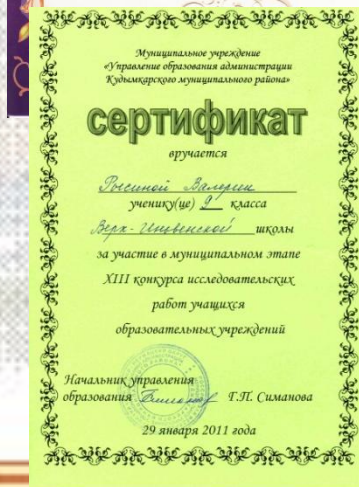 Муниципальное учреждение
«Управление образования администрации
Кудымкарского муниципального района»
сертификат
вручается
Валерии
ученику(це) 9 класса
Верх-Иньвенской школы
за участие в муниципальном этапе
XIII конкурса исследовательских
работ учащихся
образовательных учреждений
Начальник управления
образования Г.П. Симанова
29 января 2011 года